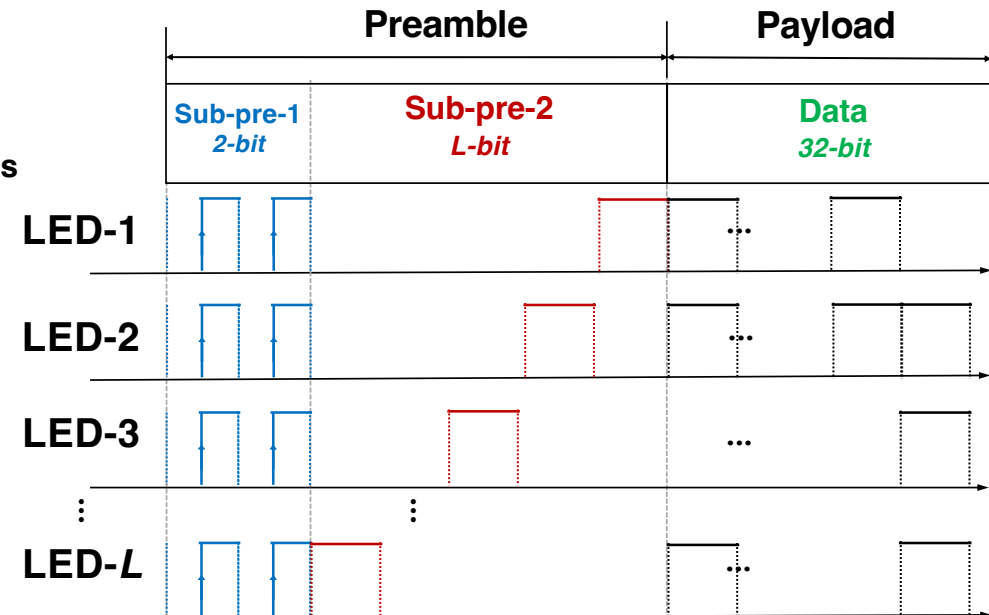 Preamble
Payload
Sub-pre-1
2-bit
Sub-pre-2
L-bit
Data
32-bit
s
LED-1
...
LED-2
...
LED-3
...
⋮
⋮
LED-L
...